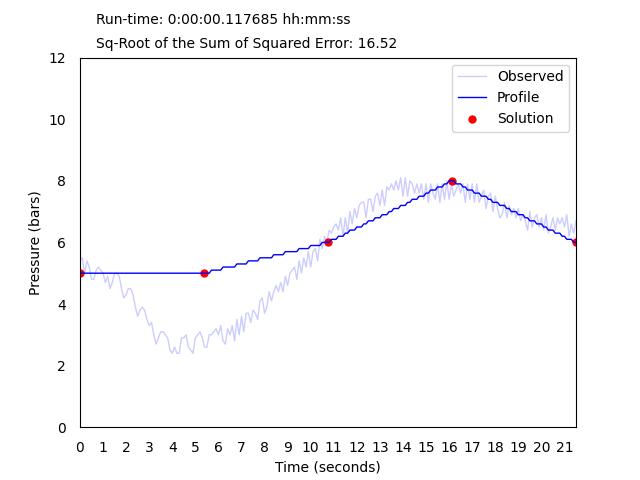 Run-time: 0:00:00.117685 hh:mm:ss
Sq-Root of the Sum of Squared Error: 16.52
12
10
8
6
4
2
0
Observed
Profile
Solution
Pressure (bars)
0 1 2 3 4 5 6 7 8 9 10 11 12 13 14 15 16 17 18 19 20 21
Time (seconds)